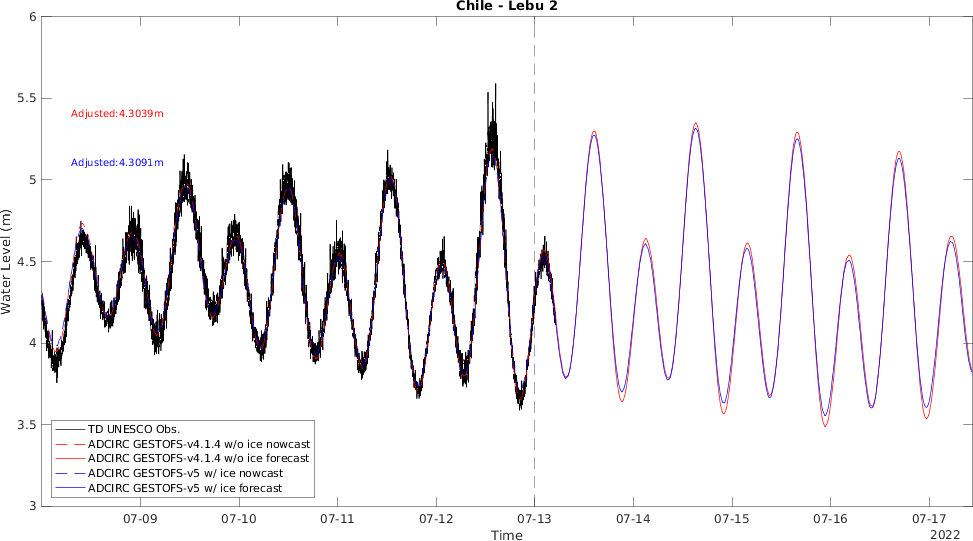 Chile - Lebu 2
6
5.5
5
4.5
4
3.5
3
Water Level (m)
Adjusted:4.3039m
Adjusted:4.3091m
TD UNESCO Obs.
ADCIRC GESTOFS-v4.1.4 w/o ice nowcast
ADCIRC GESTOFS-v4.1.4 w/o ice forecast
ADCIRC GESTOFS-v5 w/ ice nowcast
ADCIRC GESTOFS-v5 w/ ice forecast
07-09 07-10 07-11 07-12 07-13 07-14 07-15 07-16 07-17
Time
2022